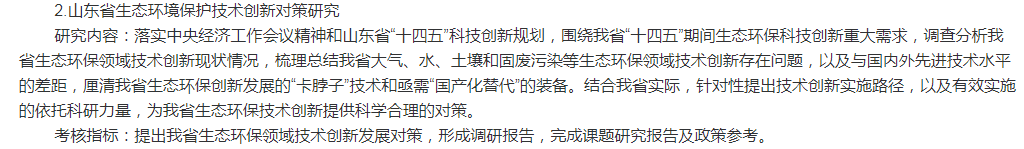 2.山东省生态环境保护技术创新对策研究
研究内容：落实中央经济工作会议精神和山东省“十四五”科技创新规划，围绕我省“十四五”期间生态环保科技创新重大需求，调查分析我
省生态环保领域技术创新现状情况，梳理总结我省大气、水、土壤和固废污染等生态环保领域技术创新存在问题，以及与国内外先进技术水平
的差距，厘清我省生态环保创新发展的“卡脖子”技术和亟需“国产化替代”的装备。结合我省实际，针对性提出技术创新实施路径，以及有效实施
的依托科研力量，为我省生态环保技术创新提供科学合理的对策。
考核指标：提出我省生态环保领域技术创新发展对策，形成调研报告，完成课题研究报告及政策参考。